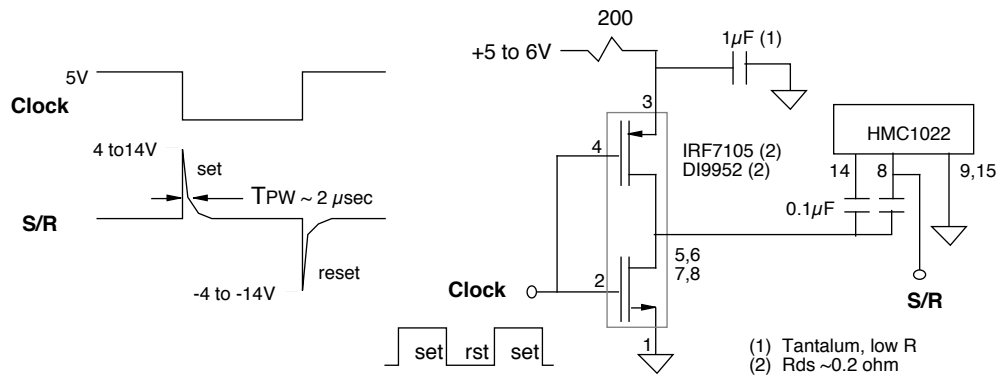 5V
Clock
4 to14V
set
TPW ~ 2 µsec
S/R
reset
-4 to -14V
200
+5 to 6V
1µF (1)
3
4
IRF7105 (2)
DI9952 (2)
HMC1022
14
8
9,15
0.1µF
5,6
7,8
2
Clock
S/R
1
set rst set
(1) Tantalum, low R
(2) Rds ~0.2 ohm